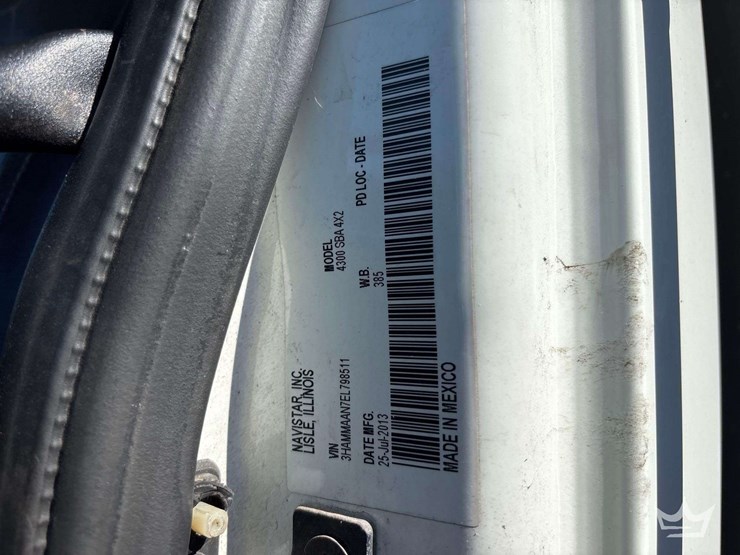 NAVISTAR, INC.
LISLE, ILLINOIS
VIN
3HAMMAAN7EL798511
MODEL
4300 SBA 4X2
DATE MFG.
25-Jul-2013
W.B.
385
PD LOC - DATE
MADE IN MEXICO